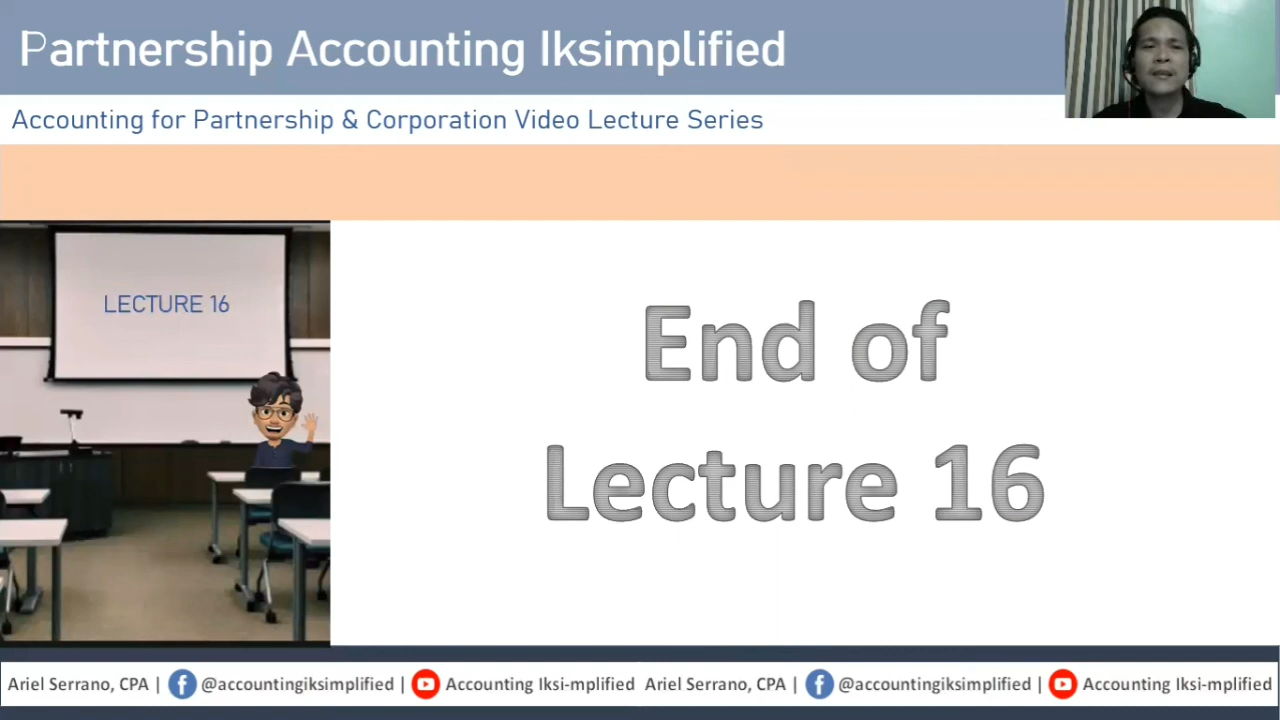 Partnership Accounting Iksimplified
Accounting for Partnership & Corporation Video Lecture Series
LECTURE 16
End of
Lecture 16
Ariel Serrano, CPA | @accountingiksimplified | Accounting Iksi-mplified Ariel Serrano, CPA | @accountingiksimplified | Accounting Iksi-mplified